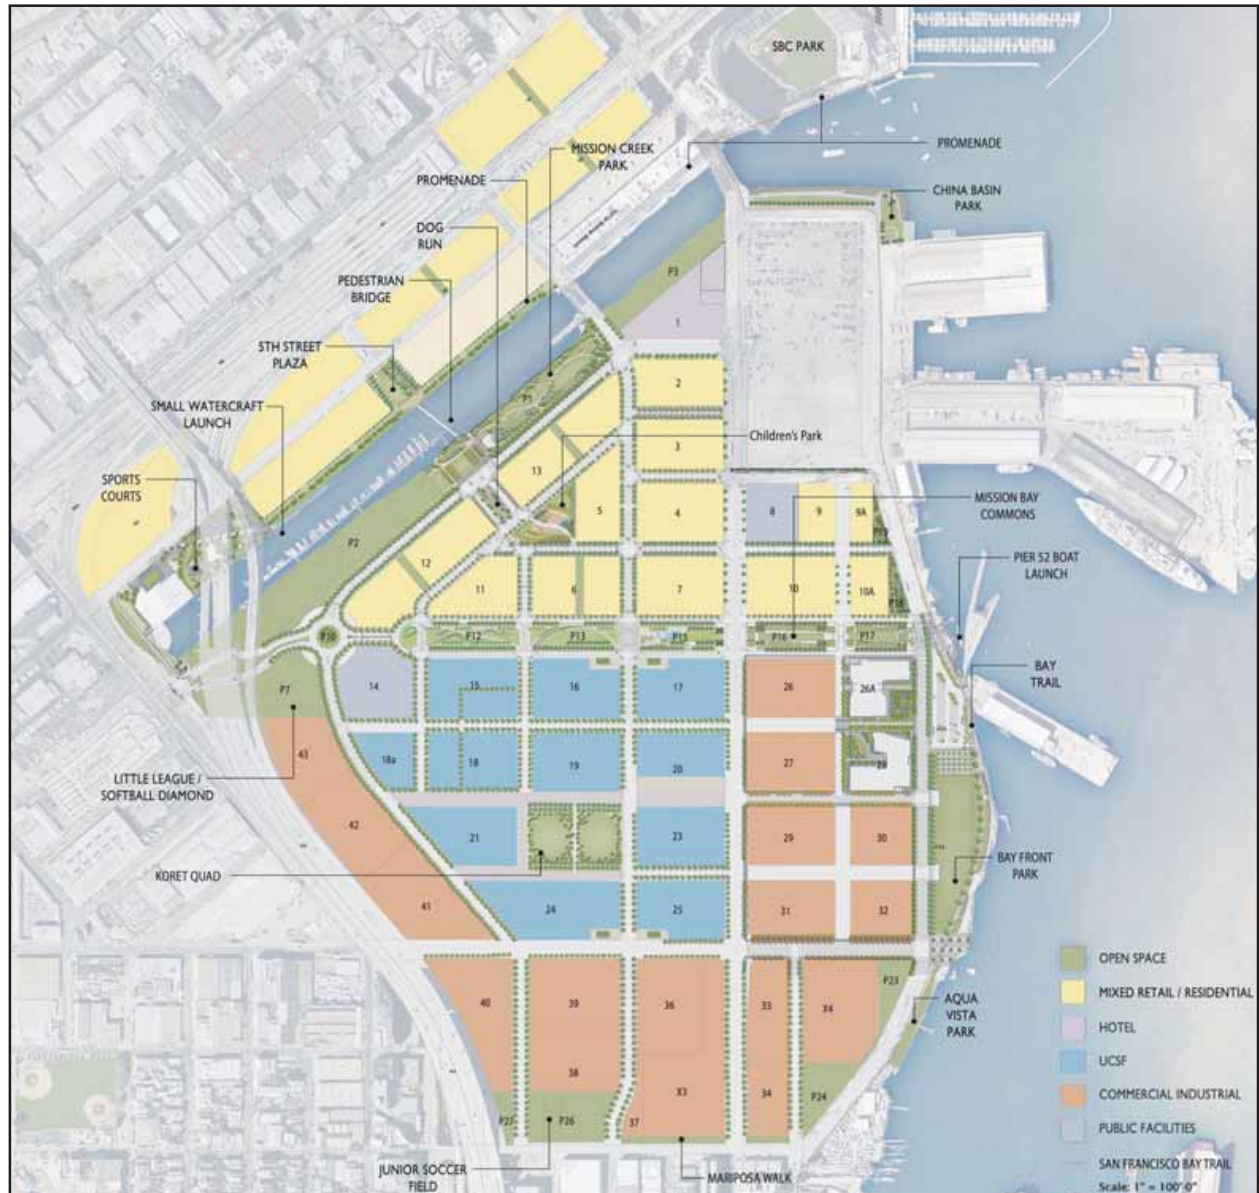 SBC PARK
PROMENADE
MISSION CREEK
PARK
PROMENADE
CHINA BASIN
PARK
DOG
RUN
P3
PEDESTRIAN
BRIDGE
1
5TH STREET
PLAZA
2
P1
SMALL WATERCRAFT
LAUNCH
Children's Park
3
13
SPORTS
COURTS
MISSION BAY
COMMONS
5
4
8
9
9A
P2
PIER 52 BOAT
LAUNCH
12
11
6
7
10
10A
P10
P12
P13
P15
P16
P17
BAY
TRAIL
P7
14
15
16
17
26
26A
43
18a
18
19
20
27
28
LITTLE LEAGUE /
SOFTBALL DIAMOND
42
21
23
29
30
BAY FRONT
PARK
KORET QUAD
41
24
25
31
32
OPEN SPACE
MIXED RETAIL / RESIDENTIAL
HOTEL
UCSF
COMMERCIAL INDUSTRIAL
PUBLIC FACILITIES
SAN FRANCISCO BAY TRAIL
Scale: 1" = 100'-0"
40
39
36
33
X4
P23
AQUA
VISTA
PARK
38
X3
34
P24
P27
P26
37
JUNIOR SOCCER
FIELD
MARIPOSA WALK